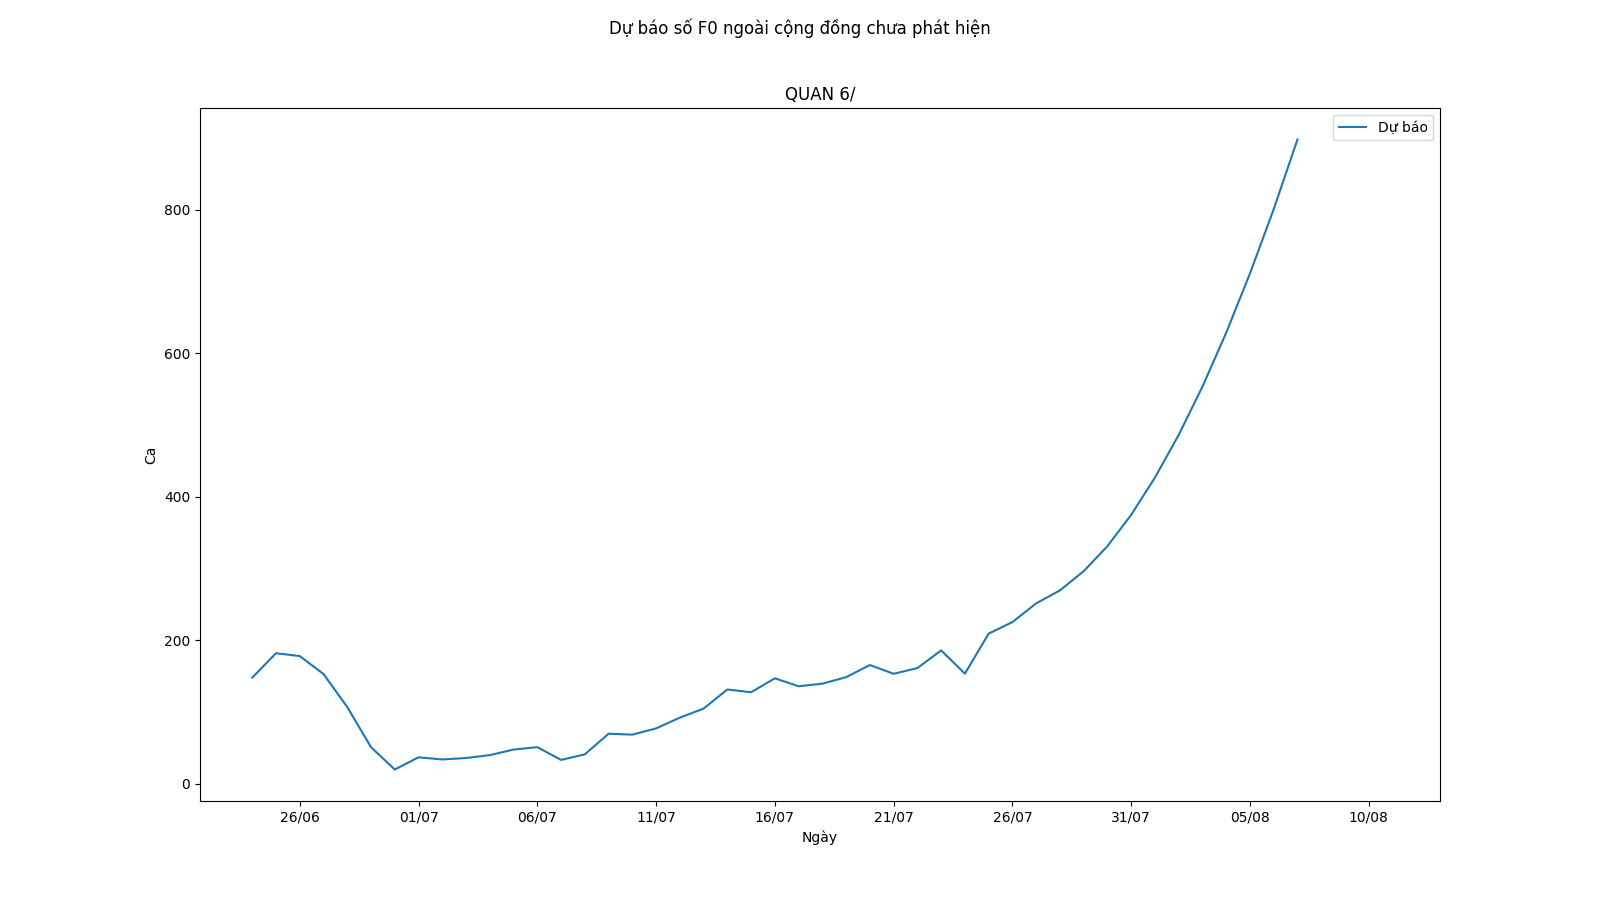 Dự báo số F0 ngoài cộng đồng chưa phát hiện
QUAN 6/
Dự báo
800
600
400
200
0
Ca
26/06 01/07 06/07 11/07 16/07 21/07 26/07 31/07 05/08 10/08
Ngày